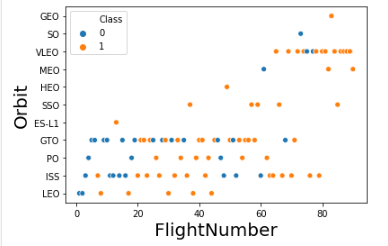 GEO
SO
VLEO
MEO
HEO
SSO
ES-L1
GTO
PO
ISS
LEO
Orbit
Class
0
1
0 20 40 60 80
FlightNumber